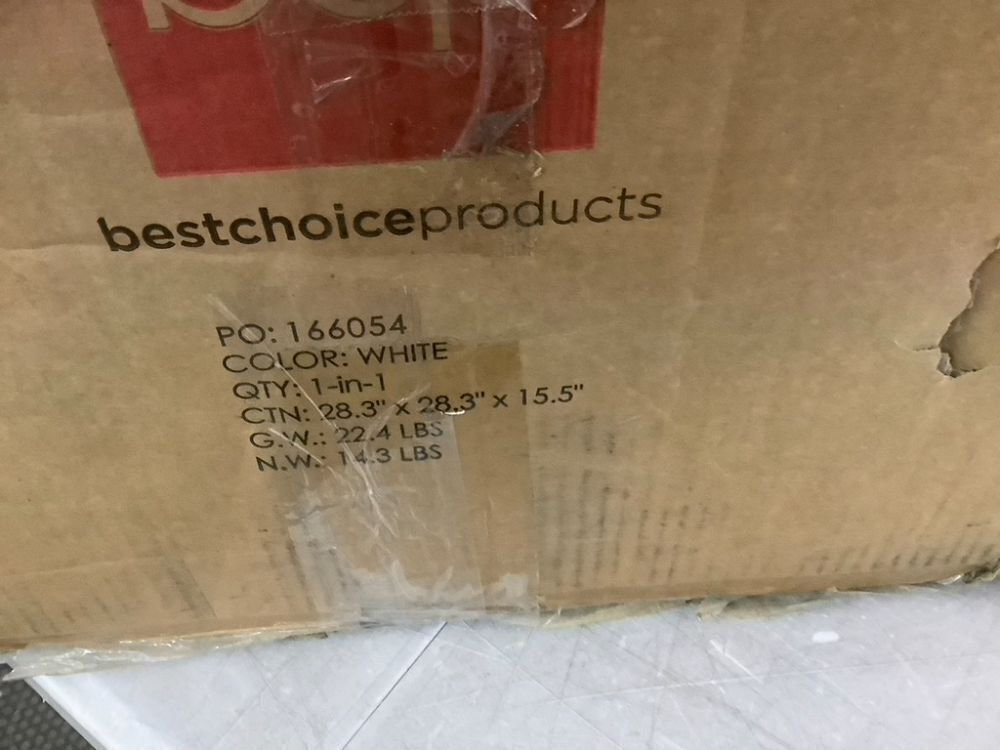 bestchoiceproducts
PO: 166054
COLOR: WHITE
QTY: 1-in-1
CTN: 28.3" x 28.3" x 15.5"
G.W.: 22.4 LBS
N.W.: 14.3 LBS